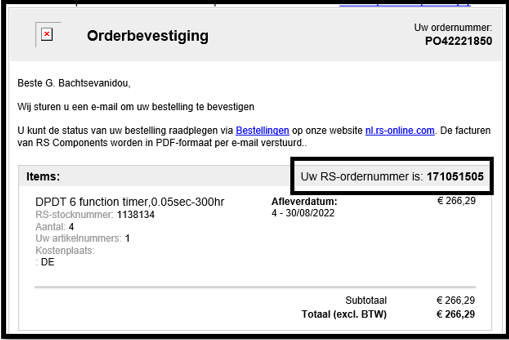 Uw ordernummer:
Orderbevestiging
PO42221850
Beste G. Bachtsevanidou,
Wij sturen u een e-mail om uw bestelling te bevestigen
U kunt de status van uw bestelling raadplegen via Bestellingen op onze website nl.rs-online.com. De facturen
van RS Components worden in PDF-formaat per e-mail verstuurd..
Items:
Uw RS-ordernummer is: 171051505
DPDT 6 function timer,0.05sec-300hr
Afleverdatum:
€ 266,29
RS-stocknummer: 1138134
4 - 30/08/2022
Aantal: 4
Uw artikelnummers: 1
Kostenplaats:
: DE
Subtotaal € 266,29
Totaal (excl. BTW) € 266,29